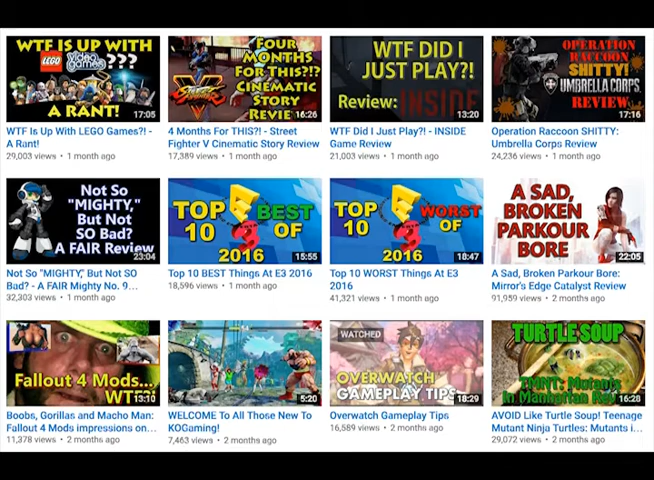 WTF IS UP WITH
LEGO Videogames ???
A RANT!
17:05
FOUR
MONTHS
FOR THIS?!?
CINEMATIC
STORY
REVIEW
V
STREET FIGHTER
16:26
WTF DID I
JUST PLAY?!
Review: INSIDE
13:20
OPERATION
RACCOON
SHITTY!
UMBRELLA CORPS.
REVIEW
17:16
WTF Is Up With LEGO Games?! -
A Rant!
29,003 views • 1 month ago
4 Months For THIS?! - Street
Fighter V Cinematic Story Review
17,389 views • 1 month ago
WTF Did I Just Play?! - INSIDE
Game Review
21,003 views • 1 month ago
Operation Raccoon SHITTY:
Umbrella Corps Review
24,236 views • 1 month ago
Not So
"MIGHTY,"
But Not
SO Bad?
A FAIR Review
23:04
TOP BEST
10 OF
E3
2016
15:55
TOP WORST
10 OF
E3
2016
18:47
A SAD,
BROKEN
PARKOUR
BORE
22:05
Not So "MIGHTY," But Not SO
Bad? - A FAIR Mighty No. 9...
32,303 views • 1 month ago
Top 10 BEST Things At E3 2016
18,596 views • 1 month ago
Top 10 WORST Things At E3
2016
41,321 views • 1 month ago
A Sad, Broken Parkour Bore:
Mirror's Edge Catalyst Review
91,959 views • 2 months ago
Fallout 4 Mods...
WTF?!
13:10
5:20
WATCHED
OVERWATCH
GAMEPLAY TIPS
18:29
TURTLE SOUP
TMNT: Mutants
In Manhattan Rev
16:28
Boobs, Gorillas and Macho Man:
Fallout 4 Mods impressions on...
11,378 views • 2 months ago
WELCOME To All Those New To
KOGaming!
7,463 views • 2 months ago
Overwatch Gameplay Tips
16,589 views • 2 months ago
AVOID Like Turtle Soup! Teenage
Mutant Ninja Turtles: Mutants i...
29,072 views • 2 months ago